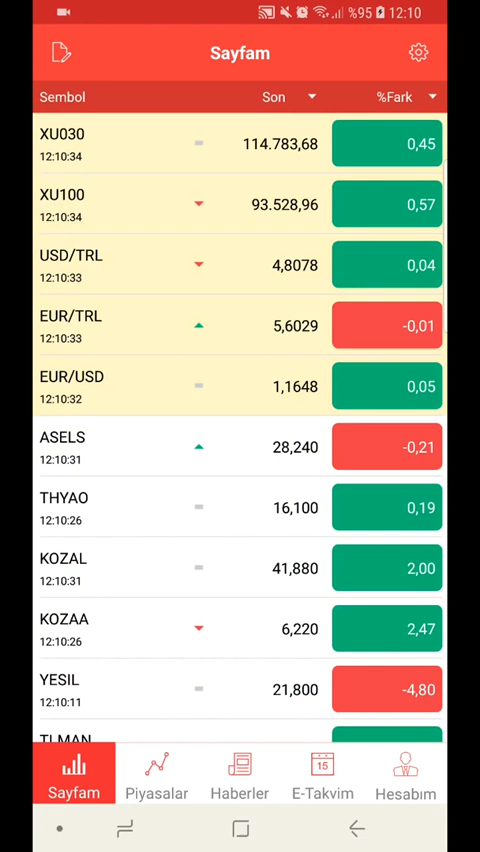 %95 12:10
Sayfam
Sembol Son %Fark
XU030 114.783,68 0,45
12:10:34
XU100 93.528,96 0,57
12:10:34
USD/TRL 4,8078 0,04
12:10:33
EUR/TRL 5,6029 -0,01
12:10:33
EUR/USD 1,1648 0,05
12:10:32
ASELS 28,240 -0,21
12:10:31
THYAO 16,100 0,19
12:10:26
KOZAL 41,880 2,00
12:10:31
KOZAA 6,220 2,47
12:10:26
YESIL 21,800 -4,80
12:10:11
15
Sayfam Piyasalar Haberler E-Takvim Hesabım